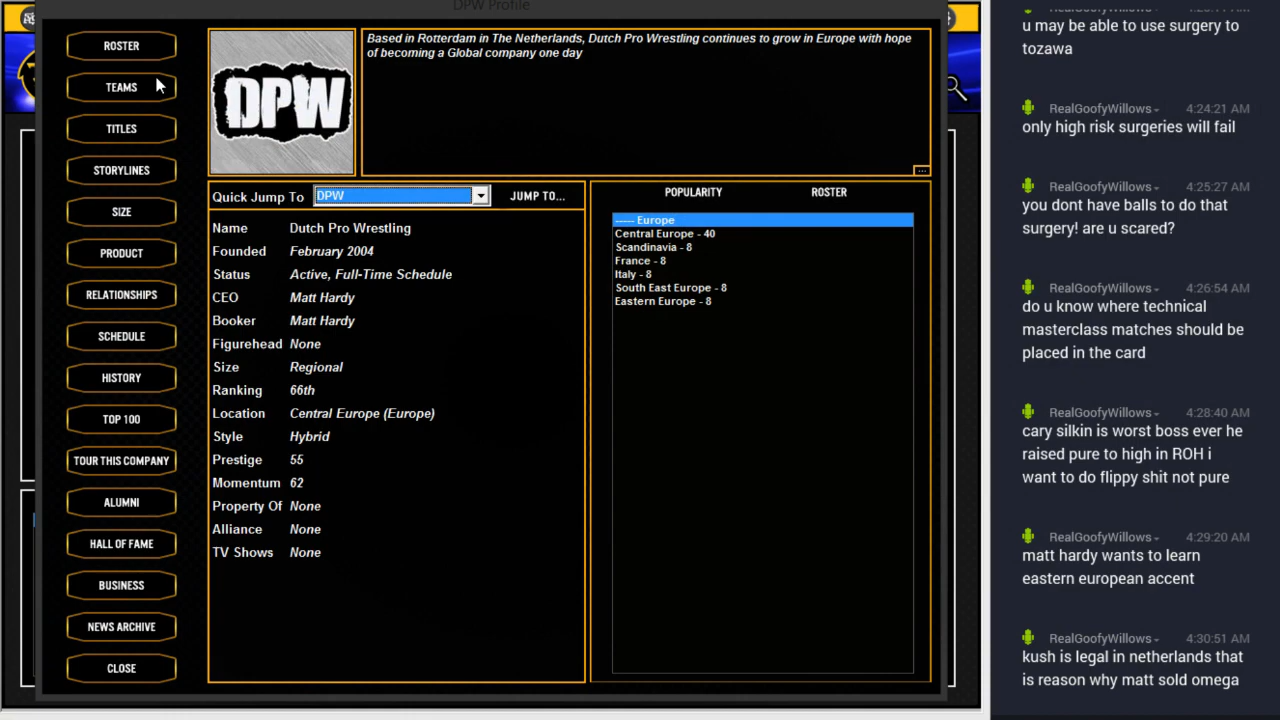 DPW Profile
ROSTER
TEAMS
TITLES
STORYLINES
SIZE
PRODUCT
RELATIONSHIPS
SCHEDULE
HISTORY
TOP 100
TOUR THIS COMPANY
ALUMNI
HALL OF FAME
BUSINESS
NEWS ARCHIVE
CLOSE
DPW
Based in Rotterdam in The Netherlands, Dutch Pro Wrestling continues to grow in Europe with hope
of becoming a Global company one day
...
Quick Jump To DPW JUMP TO...
Name Dutch Pro Wrestling
Founded February 2004
Status Active, Full-Time Schedule
CEO Matt Hardy
Booker Matt Hardy
Figurehead None
Size Regional
Ranking 66th
Location Central Europe (Europe)
Style Hybrid
Prestige 55
Momentum 62
Property Of None
Alliance None
TV Shows None
POPULARITY ROSTER
----- Europe
Central Europe - 40
Scandinavia - 8
France - 8
Italy - 8
South East Europe - 8
Eastern Europe - 8
u may be able to use surgery to
tozawa
RealGoofyWillows 4:24:21 AM
only high risk surgeries will fail
RealGoofyWillows 4:25:27 AM
you dont have balls to do that
surgery! are u scared?
RealGoofyWillows 4:26:54 AM
do u know where technical
masterclass matches should be
placed in the card
RealGoofyWillows 4:28:40 AM
cary silkin is worst boss ever he
raised pure to high in ROH i
want to do flippy shit not pure
RealGoofyWillows 4:29:20 AM
matt hardy wants to learn
eastern european accent
RealGoofyWillows 4:30:51 AM
kush is legal in netherlands that
is reason why matt sold omega